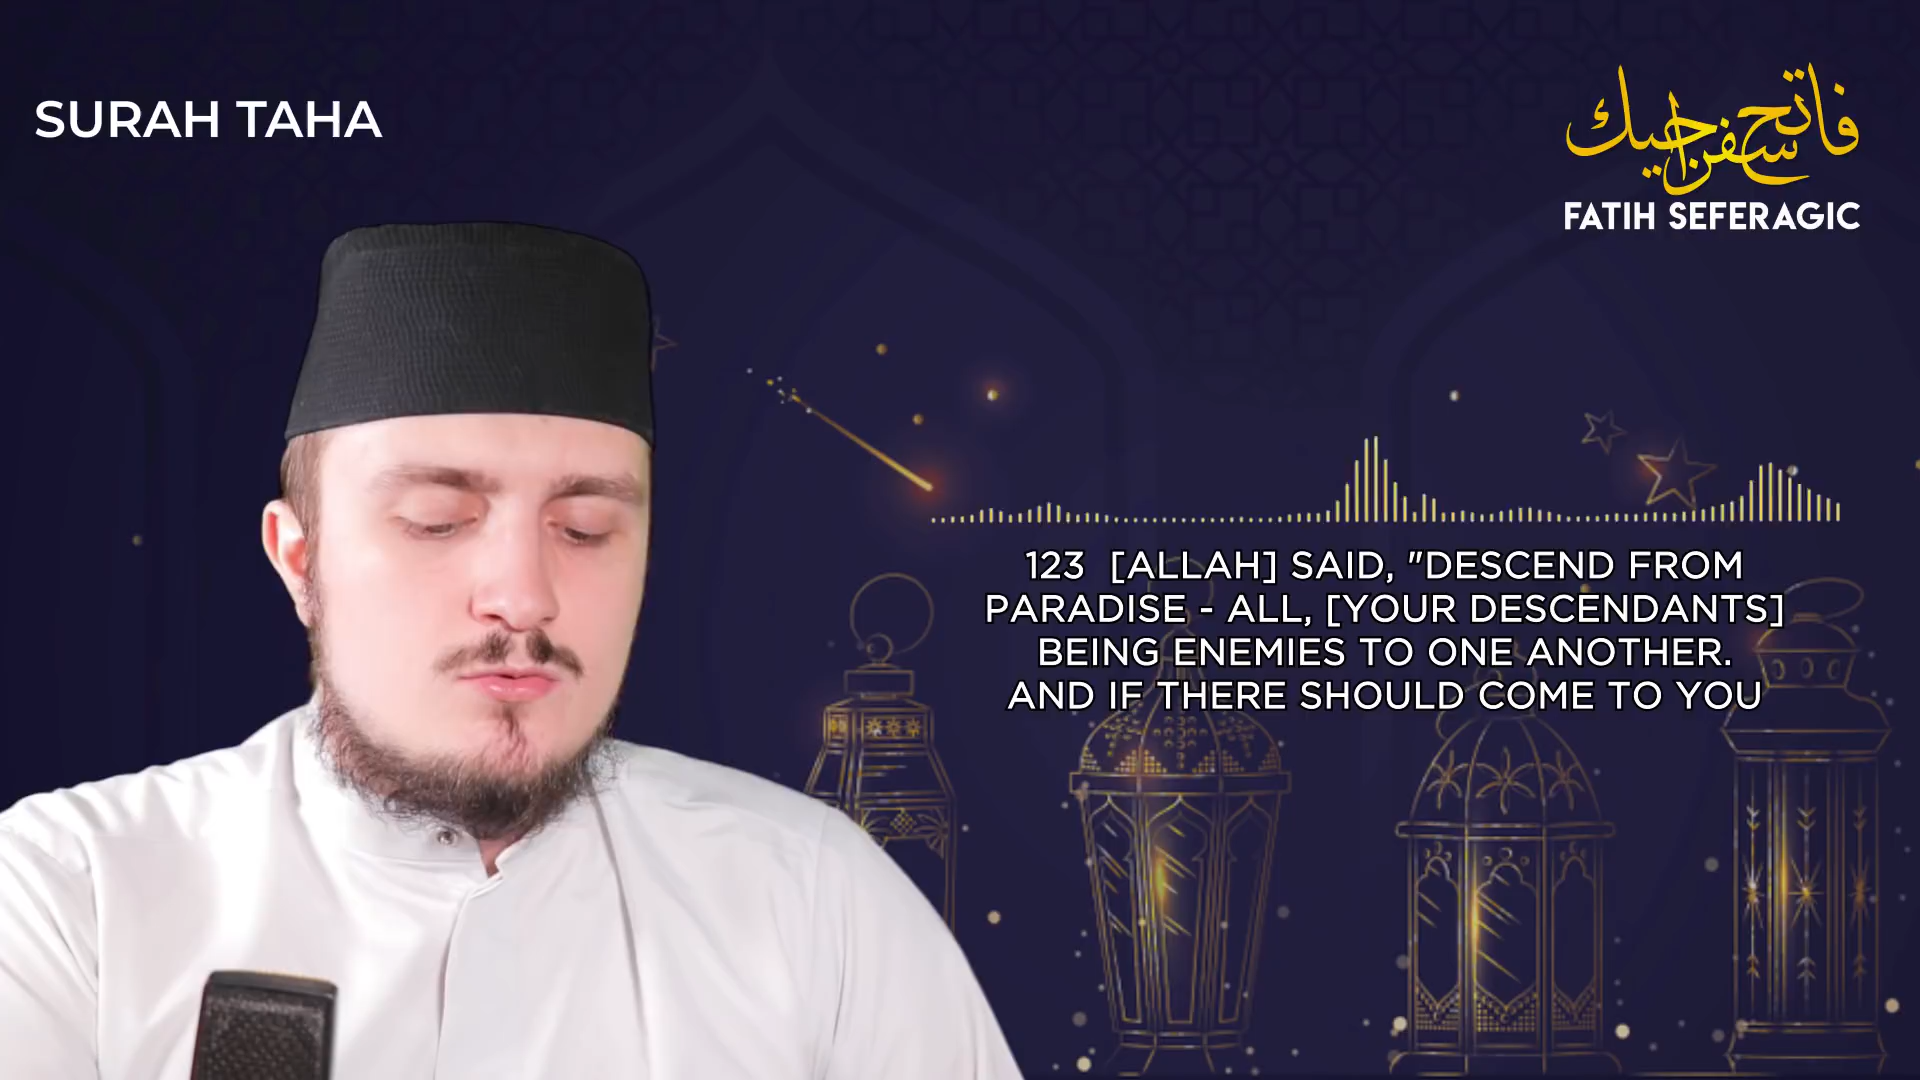 SURAH TAHA
فاتح سفراجيك
FATIH SEFERAGIC
123  [ALLAH] SAID, "DESCEND FROM
PARADISE - ALL, [YOUR DESCENDANTS]
BEING ENEMIES TO ONE ANOTHER.
AND IF THERE SHOULD COME TO YOU